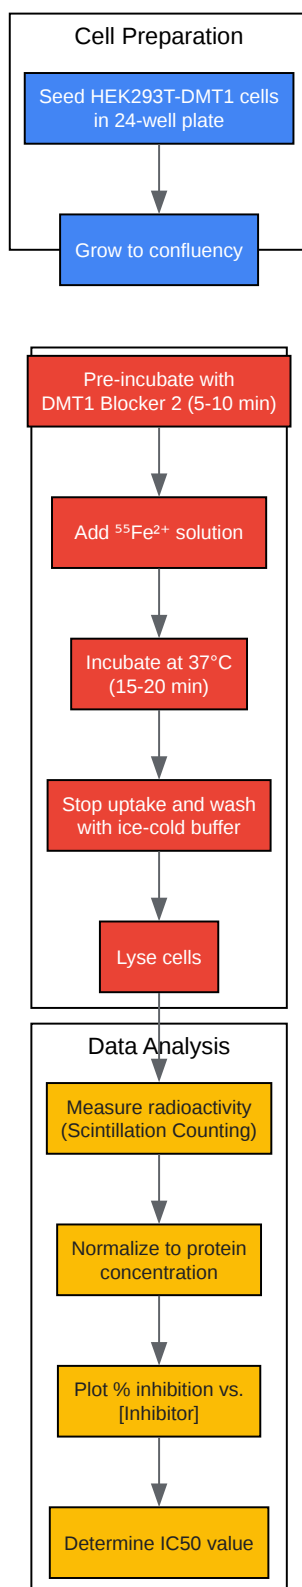 Cell Preparation
Seed HEK293T-DMT1 cells
in 24-well plate
Grow to confluency
Pre-incubate with
DMT1 Blocker 2 (5-10 min)
Add ⁵⁵Fe²⁺ solution
Incubate at 37°C
(15-20 min)
Stop uptake and wash
with ice-cold buffer
Lyse cells
Data Analysis
Measure radioactivity
(Scintillation Counting)
Normalize to protein
concentration
Plot % inhibition vs.
[Inhibitor]
Determine IC50 value